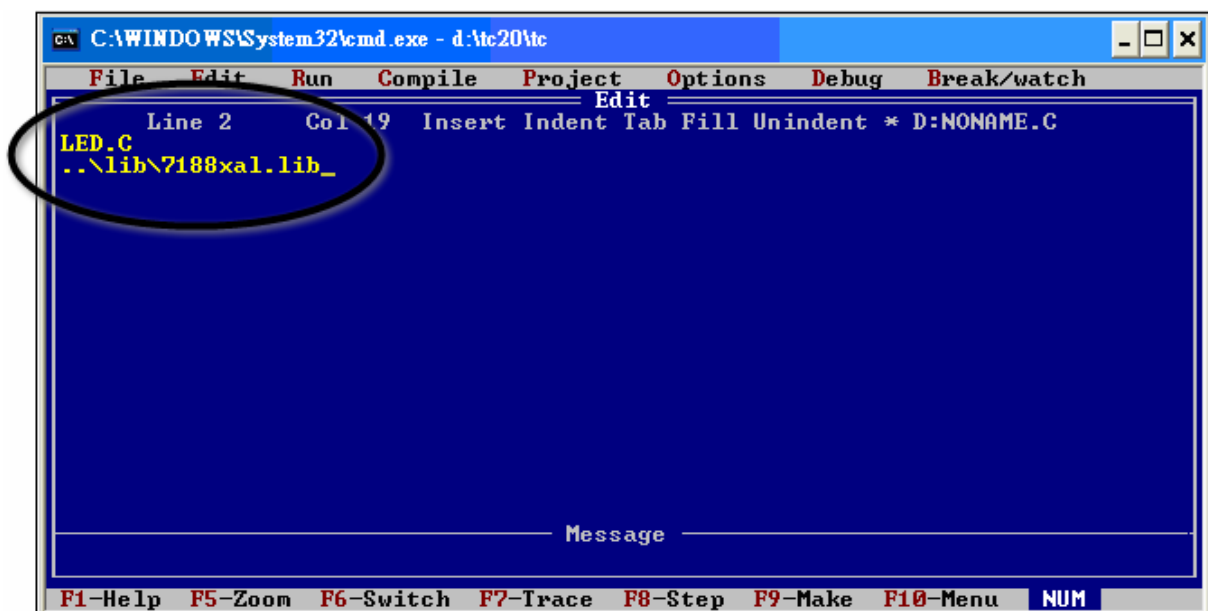 C:\WINDOWS\System32\cmd.exe - d:\tc20\tc
File Edit Run Compile Project Options Debug Break/watch
Edit
Line 2 Col 19 Insert Indent Tab Fill Unindent * D:NONAME.C
LED.C
..\lib\7188xal.lib_
Message
F1-Help F5-Zoom F6-Switch F7-Trace F8-Step F9-Make F10-Menu NUM